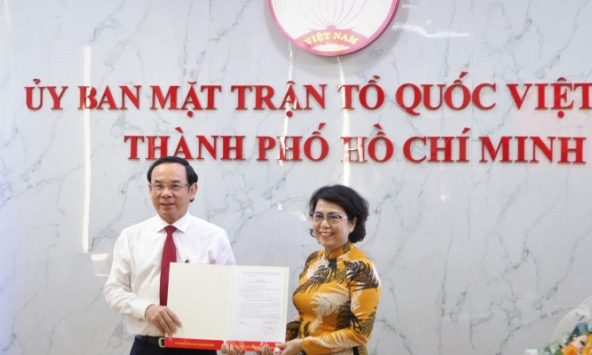 VIỆT NAM
ỦY BAN MẶT TRẬN TỔ QUỐC VIỆT
THÀNH PHỐ HỒ CHÍ MINH